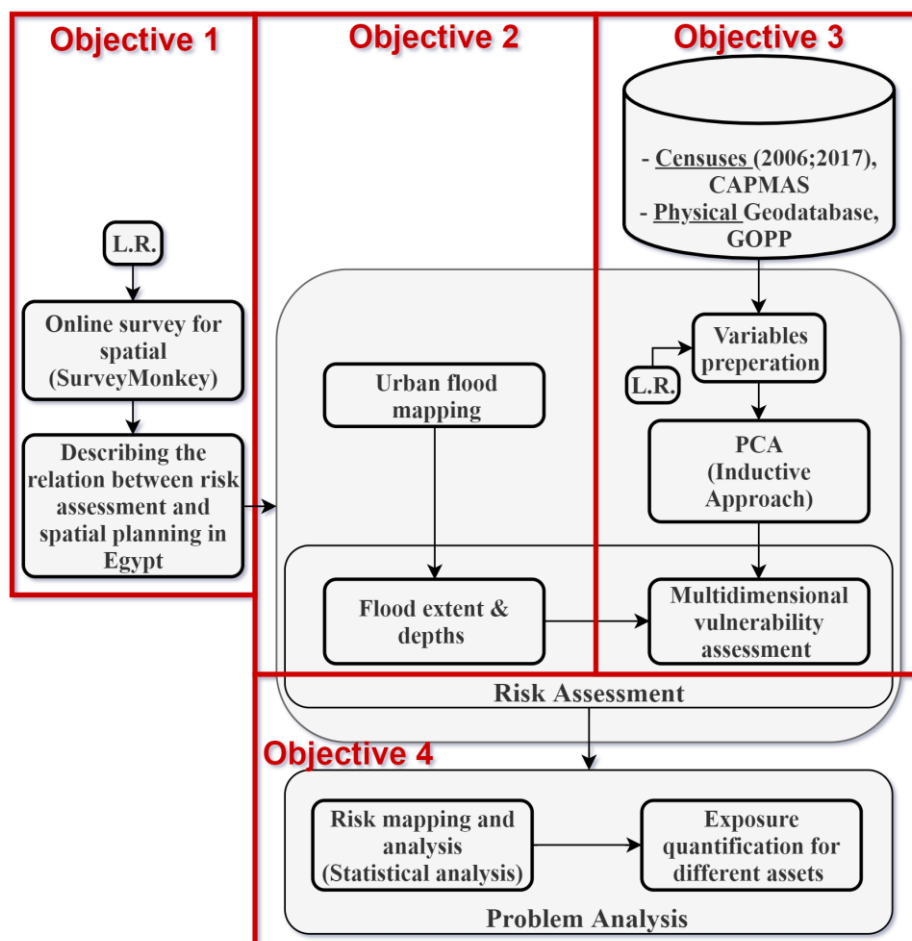 Objective 1
L.R.
Online survey for
spatial
(SurveyMonkey)
Describing the
relation between risk
assessment and
spatial planning in
Egypt
Objective 2
Urban flood
mapping
Flood extent &
depths
Objective 3
- Censuses (2006;2017),
CAPMAS
- Physical Geodatabase,
GOPP
Variables
preperation
L.R.
PCA
(Inductive
Approach)
Multidimensional
vulnerability
assessment
Risk Assessment
Objective 4
Risk mapping and
analysis
(Statistical analysis)
Exposure
quantification for
different assets
Problem Analysis